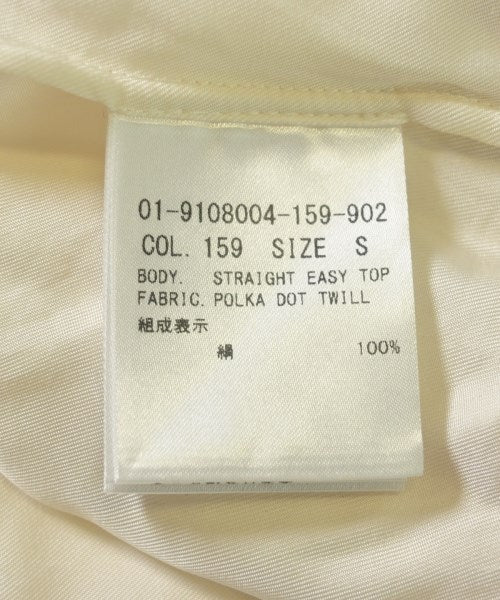 01-9108004-159-902
COL. 159 SIZE S
BODY. STRAIGHT EASY TOP
FABRIC. POLKA DOT TWILL
組成表示
絹 100%